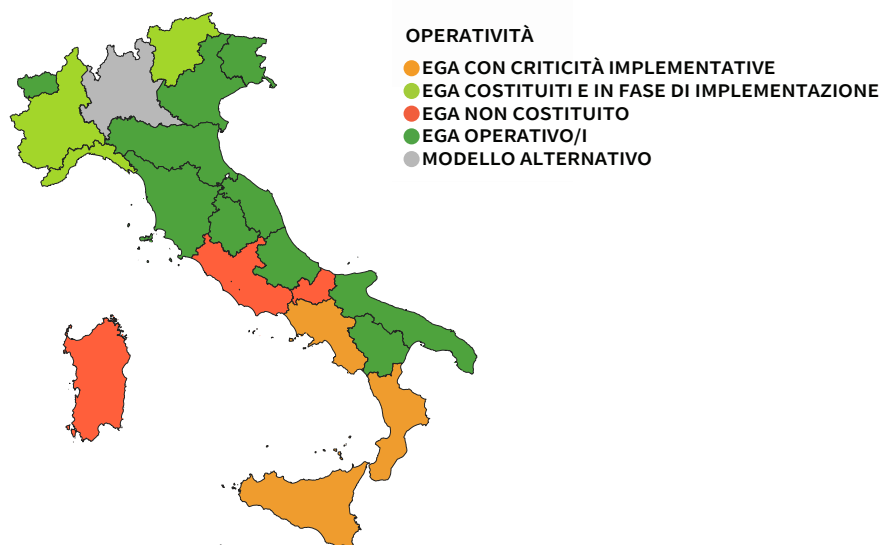 OPERATIVITÀ
EGA CON CRITICITÀ IMPLEMENTATIVE
EGA COSTITUITI E IN FASE DI IMPLEMENTAZIONE
EGA NON COSTITUITO
EGA OPERATIVO/I
MODELLO ALTERNATIVO